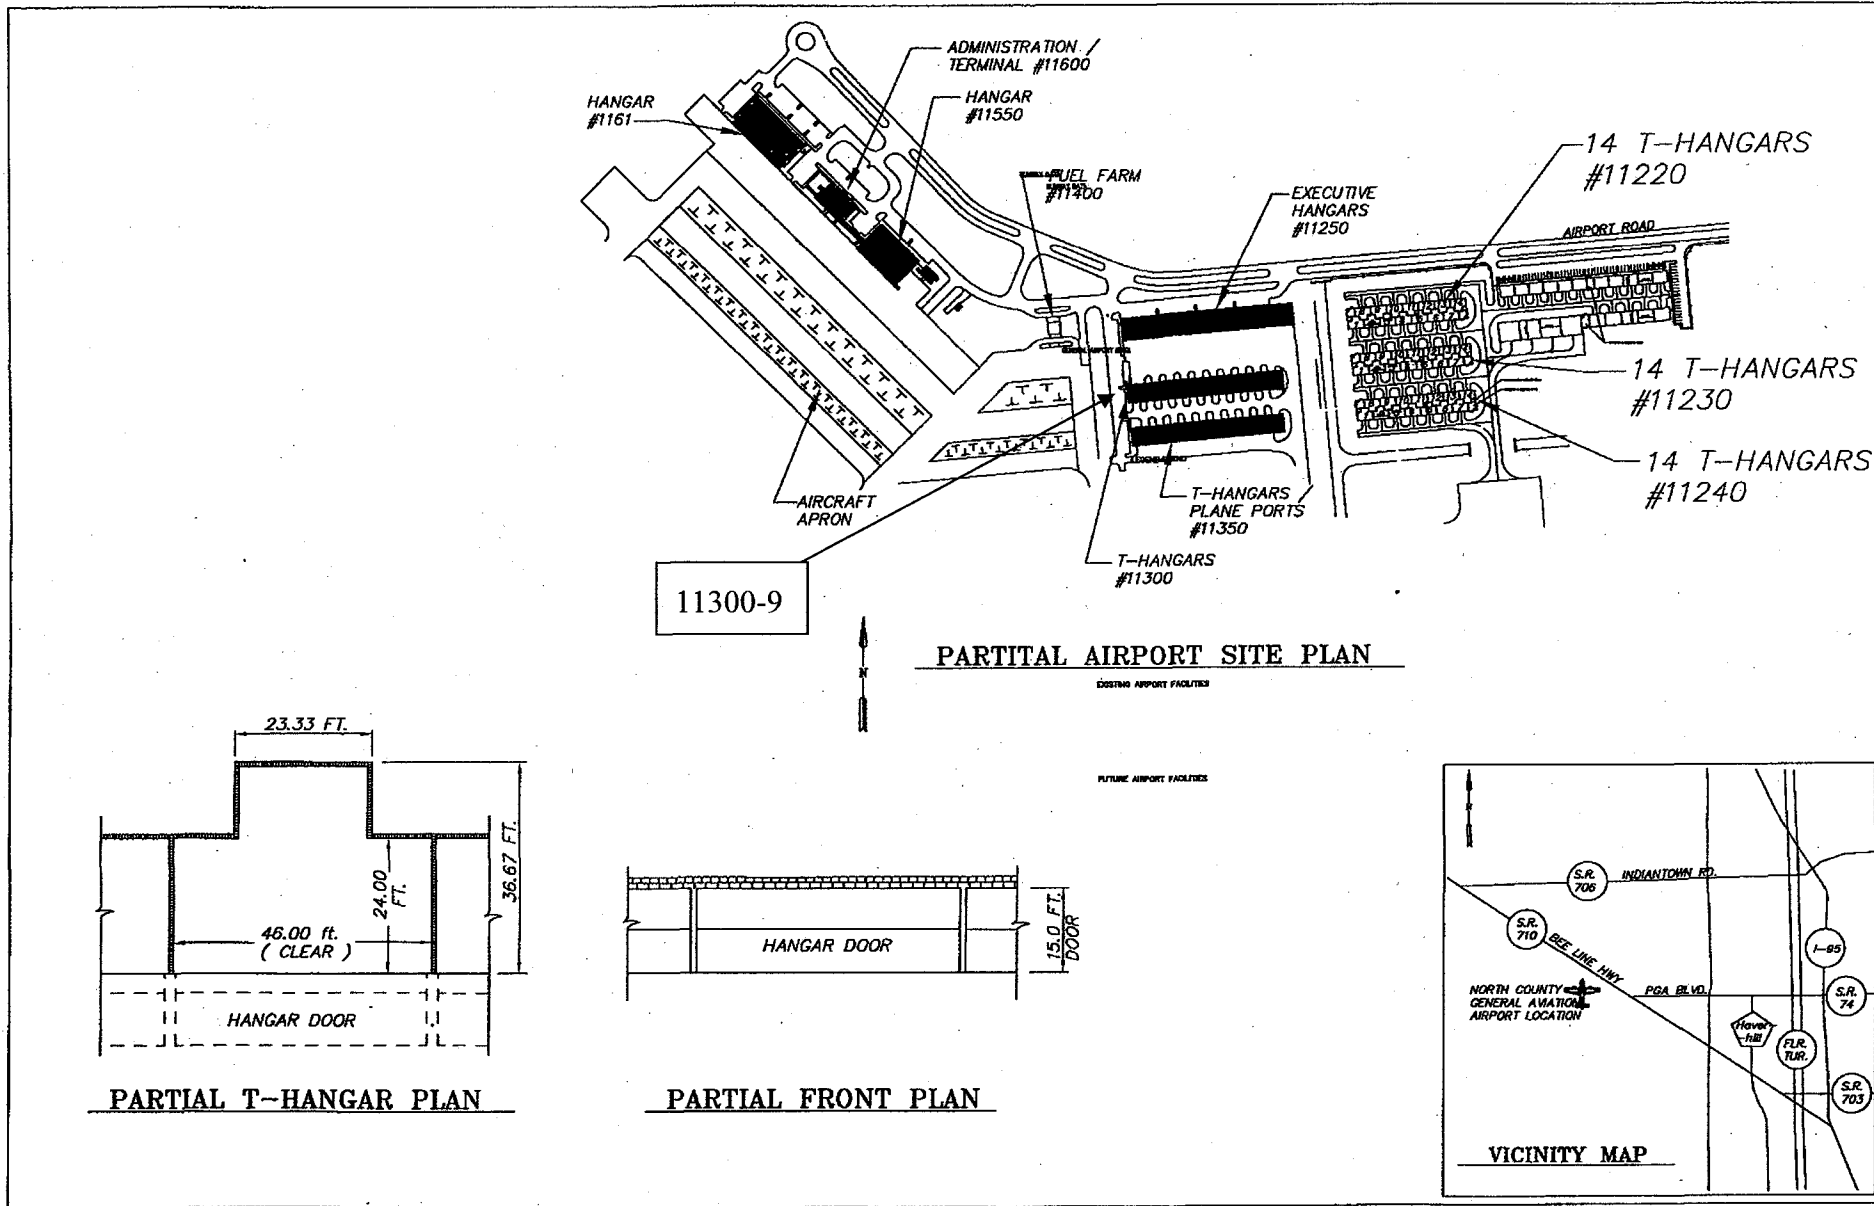 ADMINISTRATION /
TERMINAL #11600
HANGAR
#1161
HANGAR
#11550
14 T-HANGARS
#11220
FUEL FARM
#11400
EXECUTIVE
HANGARS
#11250
AIRPORT ROAD
14 T-HANGARS
#11230
14 T-HANGARS
#11240
AIRCRAFT
APRON
T-HANGARS
PLANE PORTS
#11350
T-HANGARS
#11300
11300-9
N
PARTITAL AIRPORT SITE PLAN
EXISTING AIRPORT FACILITIES
FUTURE AIRPORT FACILITIES
23.33 FT.
36.67 FT.
24.00
FT.
46.00 ft.
( CLEAR )
HANGAR DOOR
PARTIAL T-HANGAR PLAN
15.0 FT.
DOOR
HANGAR DOOR
PARTIAL FRONT PLAN
N
S.R.
706
INDIANTOWN RD.
S.R.
710
BEE LINE HWY
I-95
NORTH COUNTY
GENERAL AVIATION
AIRPORT LOCATION
PGA BLVD.
S.R.
74
Haver
-hill
FLR.
TUR.
S.R.
703
VICINITY MAP